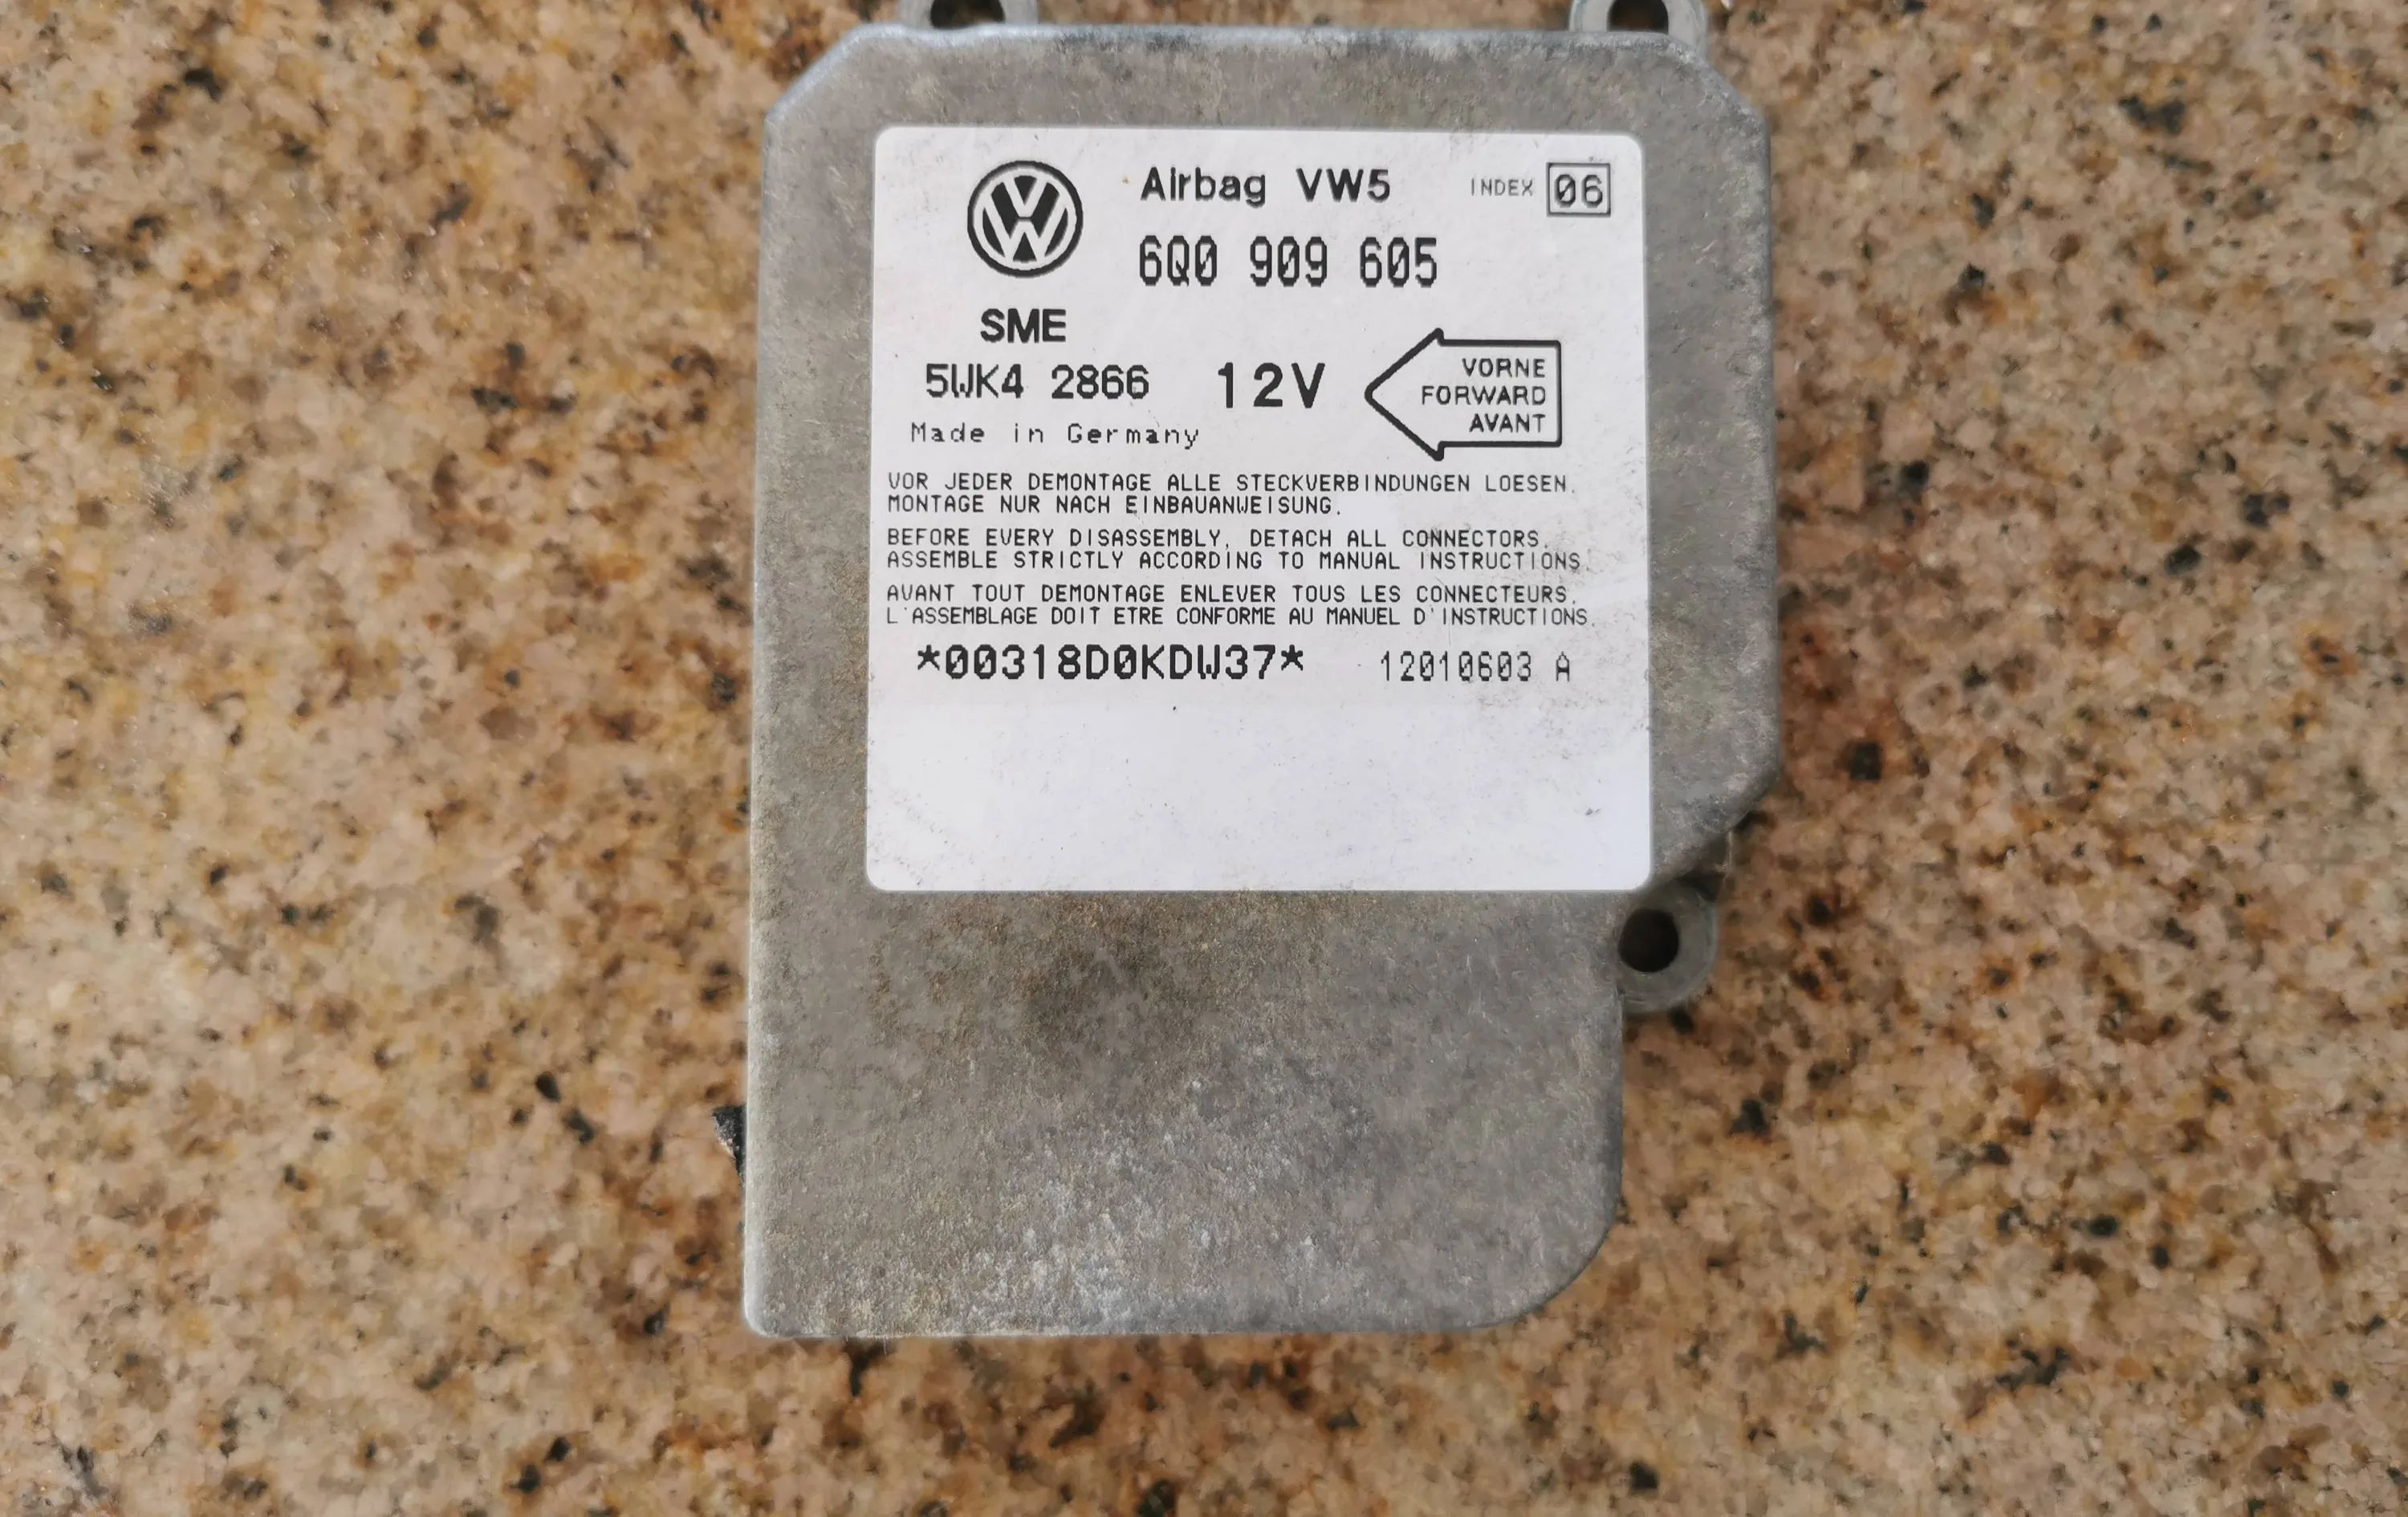 Airbag VW5 INDEX 06
6Q0 909 605
SME
5WK4 2866 12V
VORNE
FORWARD
AVANT
Made in Germany
VOR JEDER DEMONTAGE ALLE STECKVERBINDUNGEN LOESEN.
MONTAGE NUR NACH EINBAUANWEISUNG.
BEFORE EVERY DISASSEMBLY, DETACH ALL CONNECTORS.
ASSEMBLE STRICTLY ACCORDING TO MANUAL INSTRUCTIONS.
AVANT TOUT DEMONTAGE ENLEVER TOUS LES CONNECTEURS.
L'ASSEMBLAGE DOIT ETRE CONFORME AU MANUEL D'INSTRUCTIONS.
*00318D0KDW37* 12010603 A